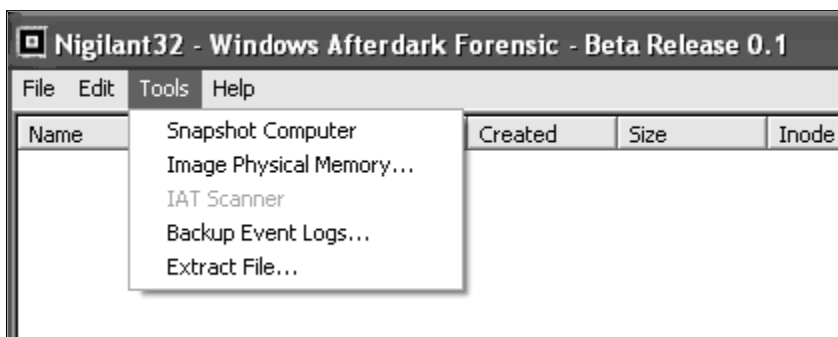 Nigilant32 - Windows Afterdark Forensic - Beta Release 0.1
File Edit Tools Help
Name Created Size Inode
Snapshot Computer
Image Physical Memory...
IAT Scanner
Backup Event Logs...
Extract File...